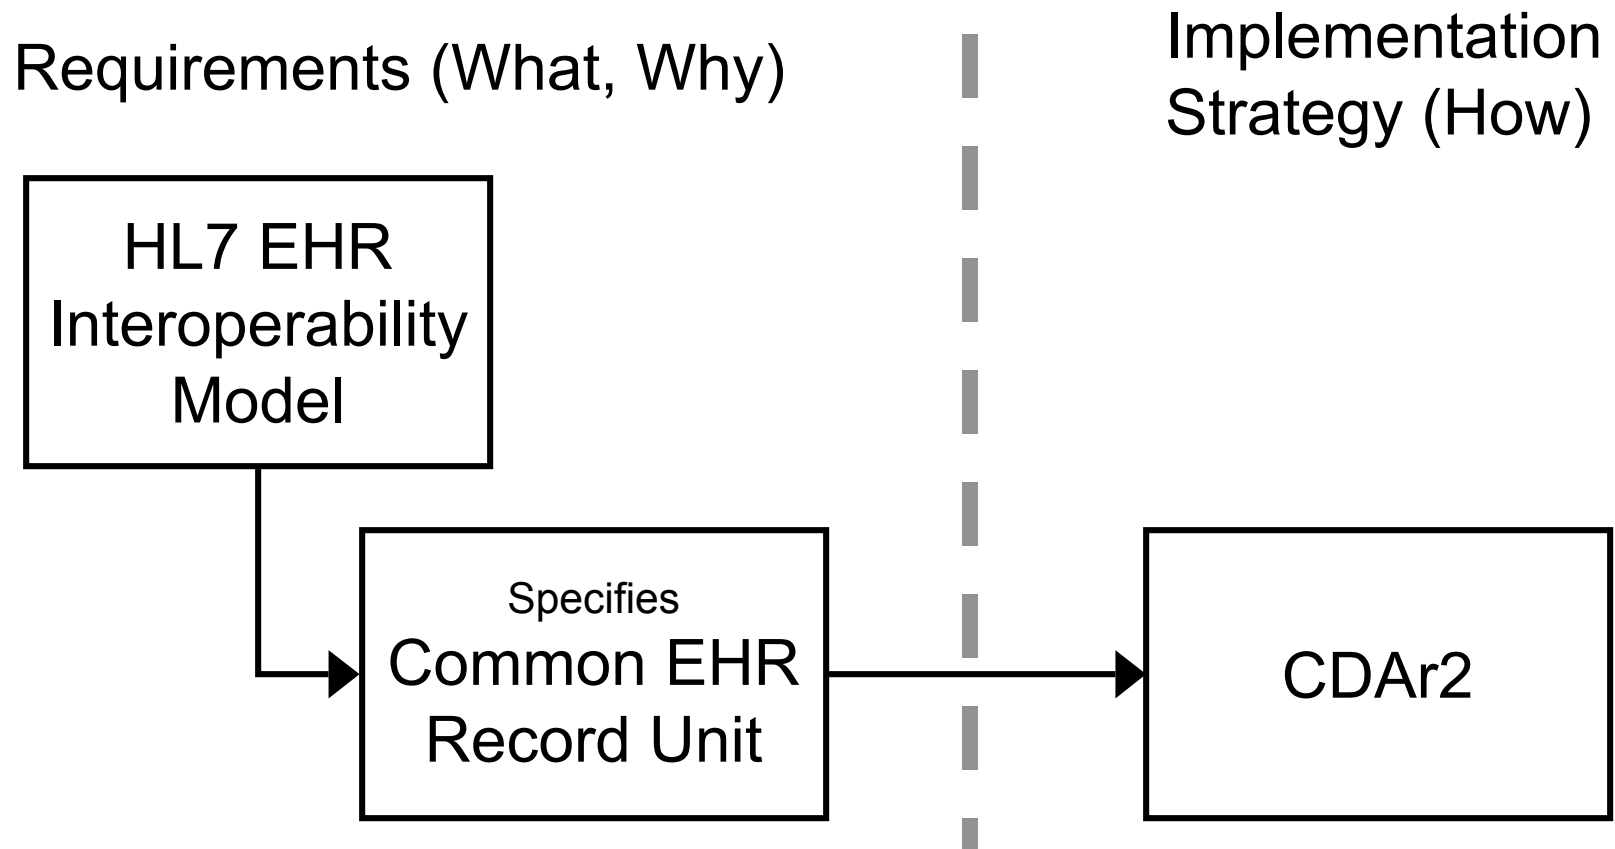 Requirements (What, Why)
Implementation
Strategy (How)
HL7 EHR
Interoperability
Model
Specifies
Common EHR
Record Unit
CDAr2